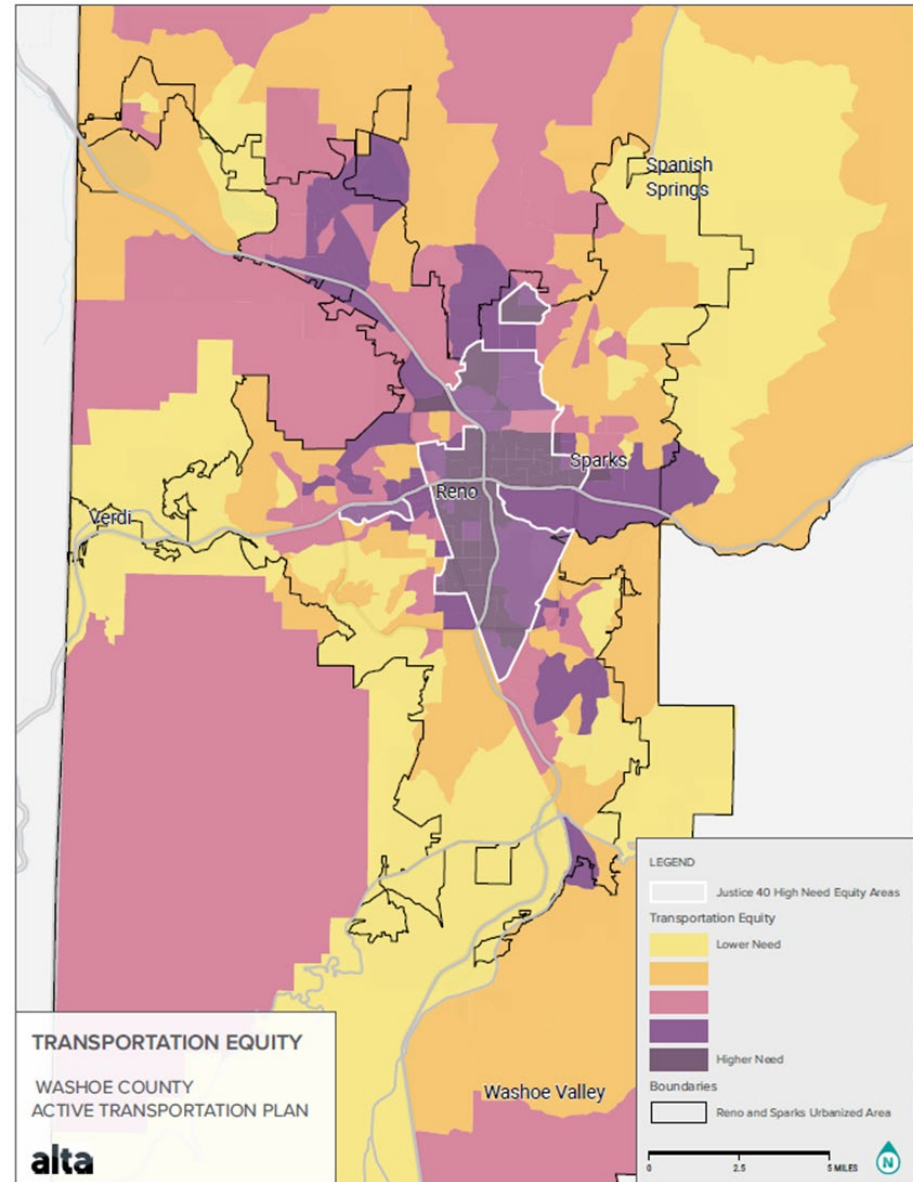 Spanish
Springs
Sparks
Reno
Verdi
Washoe Valley
TRANSPORTATION EQUITY
WASHOE COUNTY
ACTIVE TRANSPORTATION PLAN
alta
LEGEND
Justice 40 High Need Equity Areas
Transportation Equity
Lower Need
Higher Need
Boundaries
Reno and Sparks Urbanized Area
0 2.5 5 MILES
N